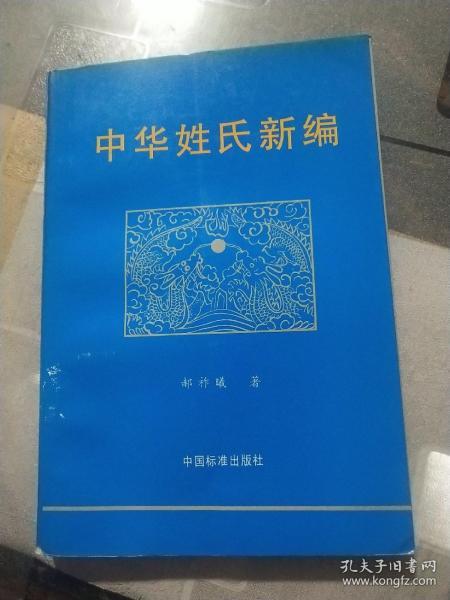 中华姓氏新编
郝祚曦 著
中国标准出版社
孔夫子旧书网
www.kongfz.com